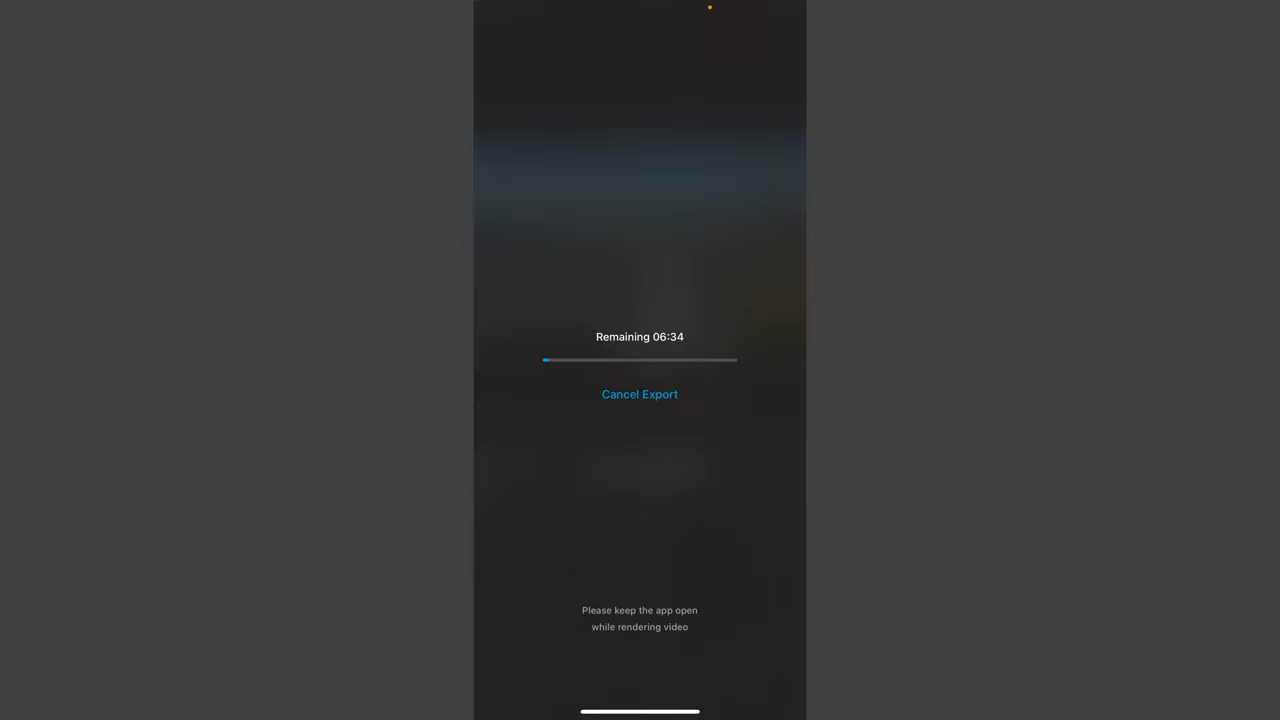 Remaining 06:34
Cancel Export
Please keep the app open
while rendering video